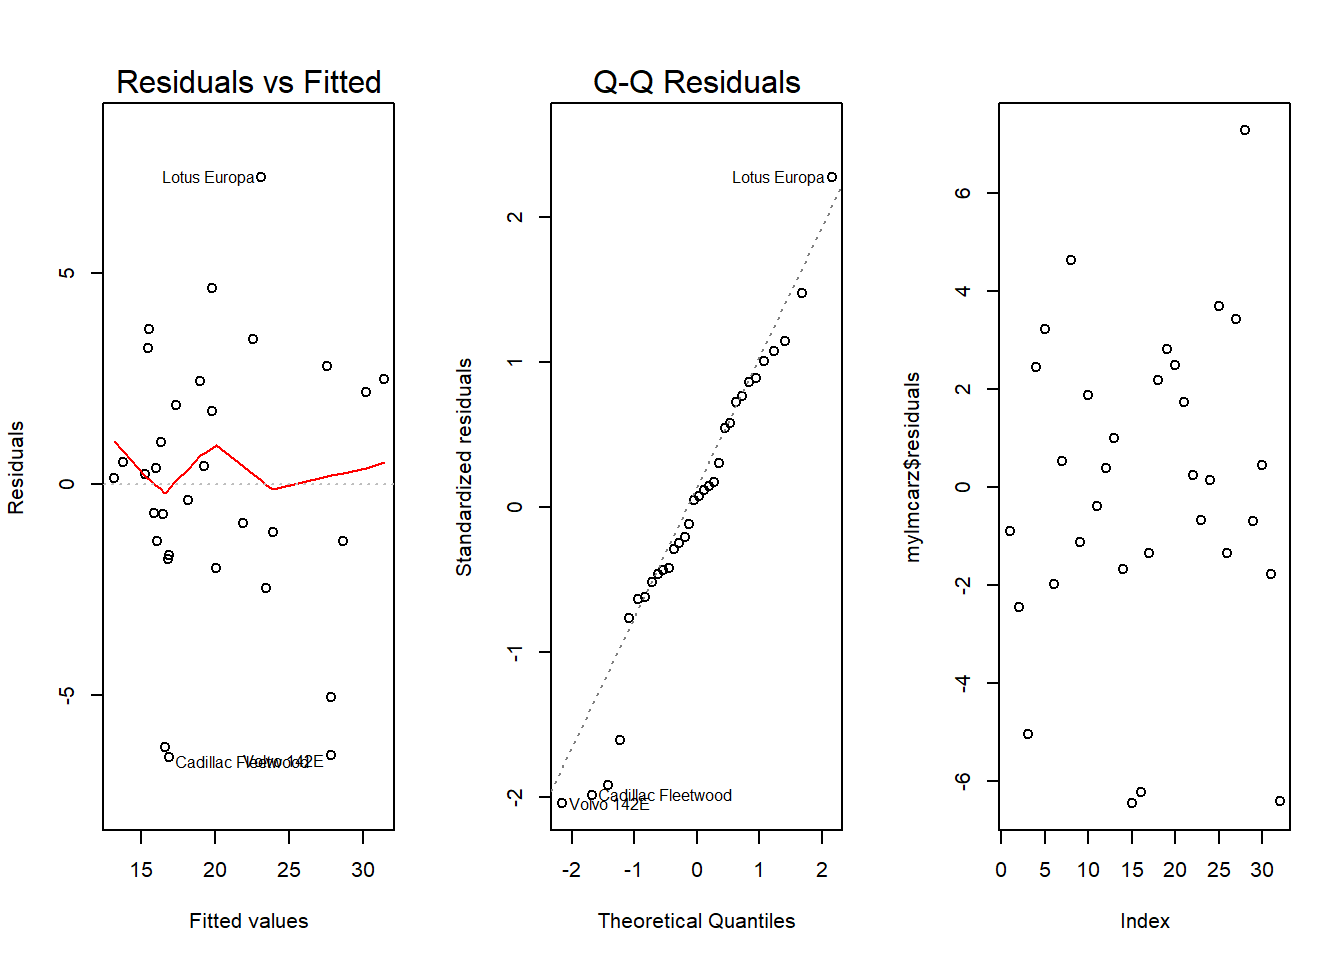 Residuals vs Fitted
Lotus Europa
5
0
-5
Residuals
Cadillac Fleetwood
Volvo 142E
15 20 25 30
Fitted values
Q-Q Residuals
Lotus Europa
2
1
0
-1
-2
Standardized residuals
Cadillac Fleetwood
Volvo 142E
-2 -1 0 1 2
Theoretical Quantiles
6
4
2
0
-2
-4
-6
mylmcarz$residuals
0 5 10 15 20 25 30
Index